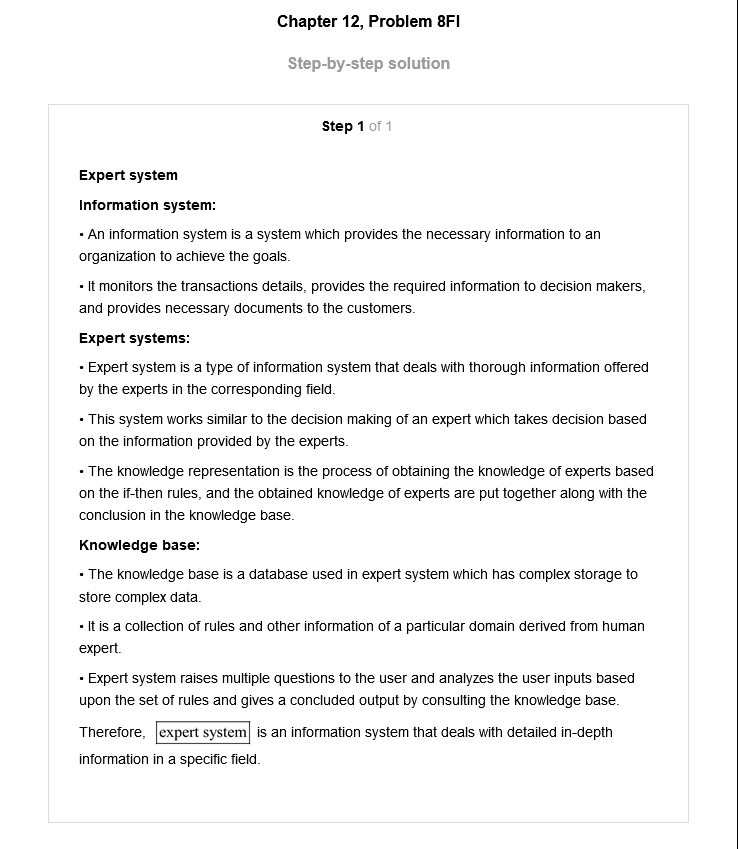 Chapter 12, Problem 8FI
Step-by-step solution
Step 1 of 1
Expert system
Information system:
• An information system is a system which provides the necessary information to an
organization to achieve the goals.
• It monitors the transactions details, provides the required information to decision makers,
and provides necessary documents to the customers.
Expert systems:
• Expert system is a type of information system that deals with thorough information offered
by the experts in the corresponding field.
• This system works similar to the decision making of an expert which takes decision based
on the information provided by the experts.
• The knowledge representation is the process of obtaining the knowledge of experts based
on the if-then rules, and the obtained knowledge of experts are put together along with the
conclusion in the knowledge base.
Knowledge base:
• The knowledge base is a database used in expert system which has complex storage to
store complex data.
• It is a collection of rules and other information of a particular domain derived from human
expert.
• Expert system raises multiple questions to the user and analyzes the user inputs based
upon the set of rules and gives a concluded output by consulting the knowledge base.
Therefore, expert system is an information system that deals with detailed in-depth
information in a specific field.